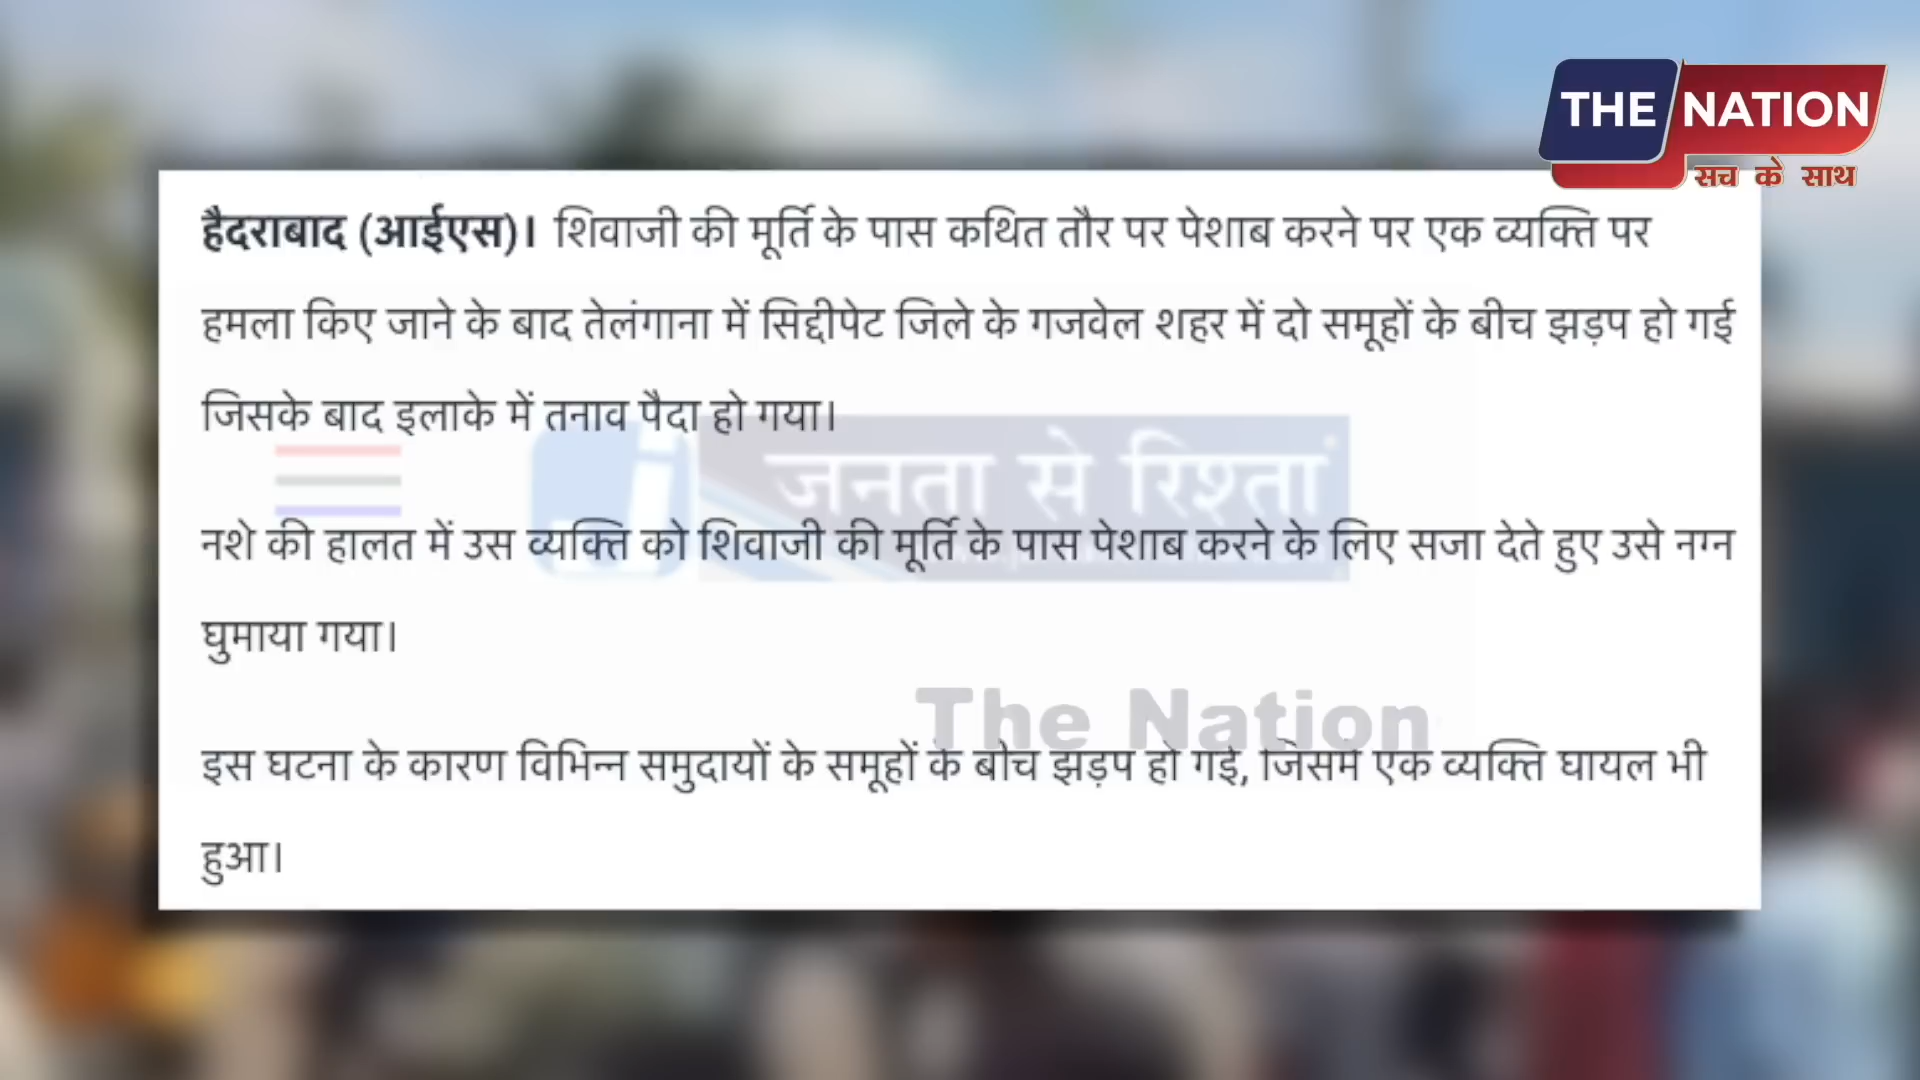 THE NATION
सच के साथ
हैदराबाद (आईएस)। शिवाजी की मूर्ति के पास कथित तौर पर पेशाब करने पर एक व्यक्ति पर
हमला किए जाने के बाद तेलंगाना में सिद्दीपेट जिले के गजवेल शहर में दो समूहों के बीच झड़प हो गई
जिसके बाद इलाके में तनाव पैदा हो गया।
जनता से रिश्ता
नशे की हालत में उस व्यक्ति को शिवाजी की मूर्ति के पास पेशाब करने के लिए सजा देते हुए उसे नग्न
घुमाया गया।
The Nation
इस घटना के कारण विभिन्न समुदायों के समूहों के बीच झड़प हो गई, जिसमें एक व्यक्ति घायल भी
हुआ।